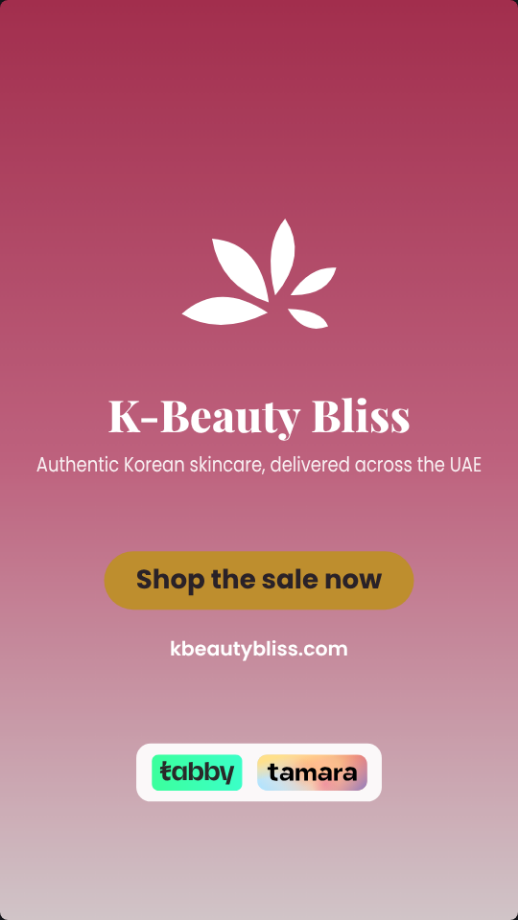 K-Beauty Bliss
Authentic Korean skincare, delivered across the UAE
Shop the sale now
kbeautybliss.com
tabby tamara